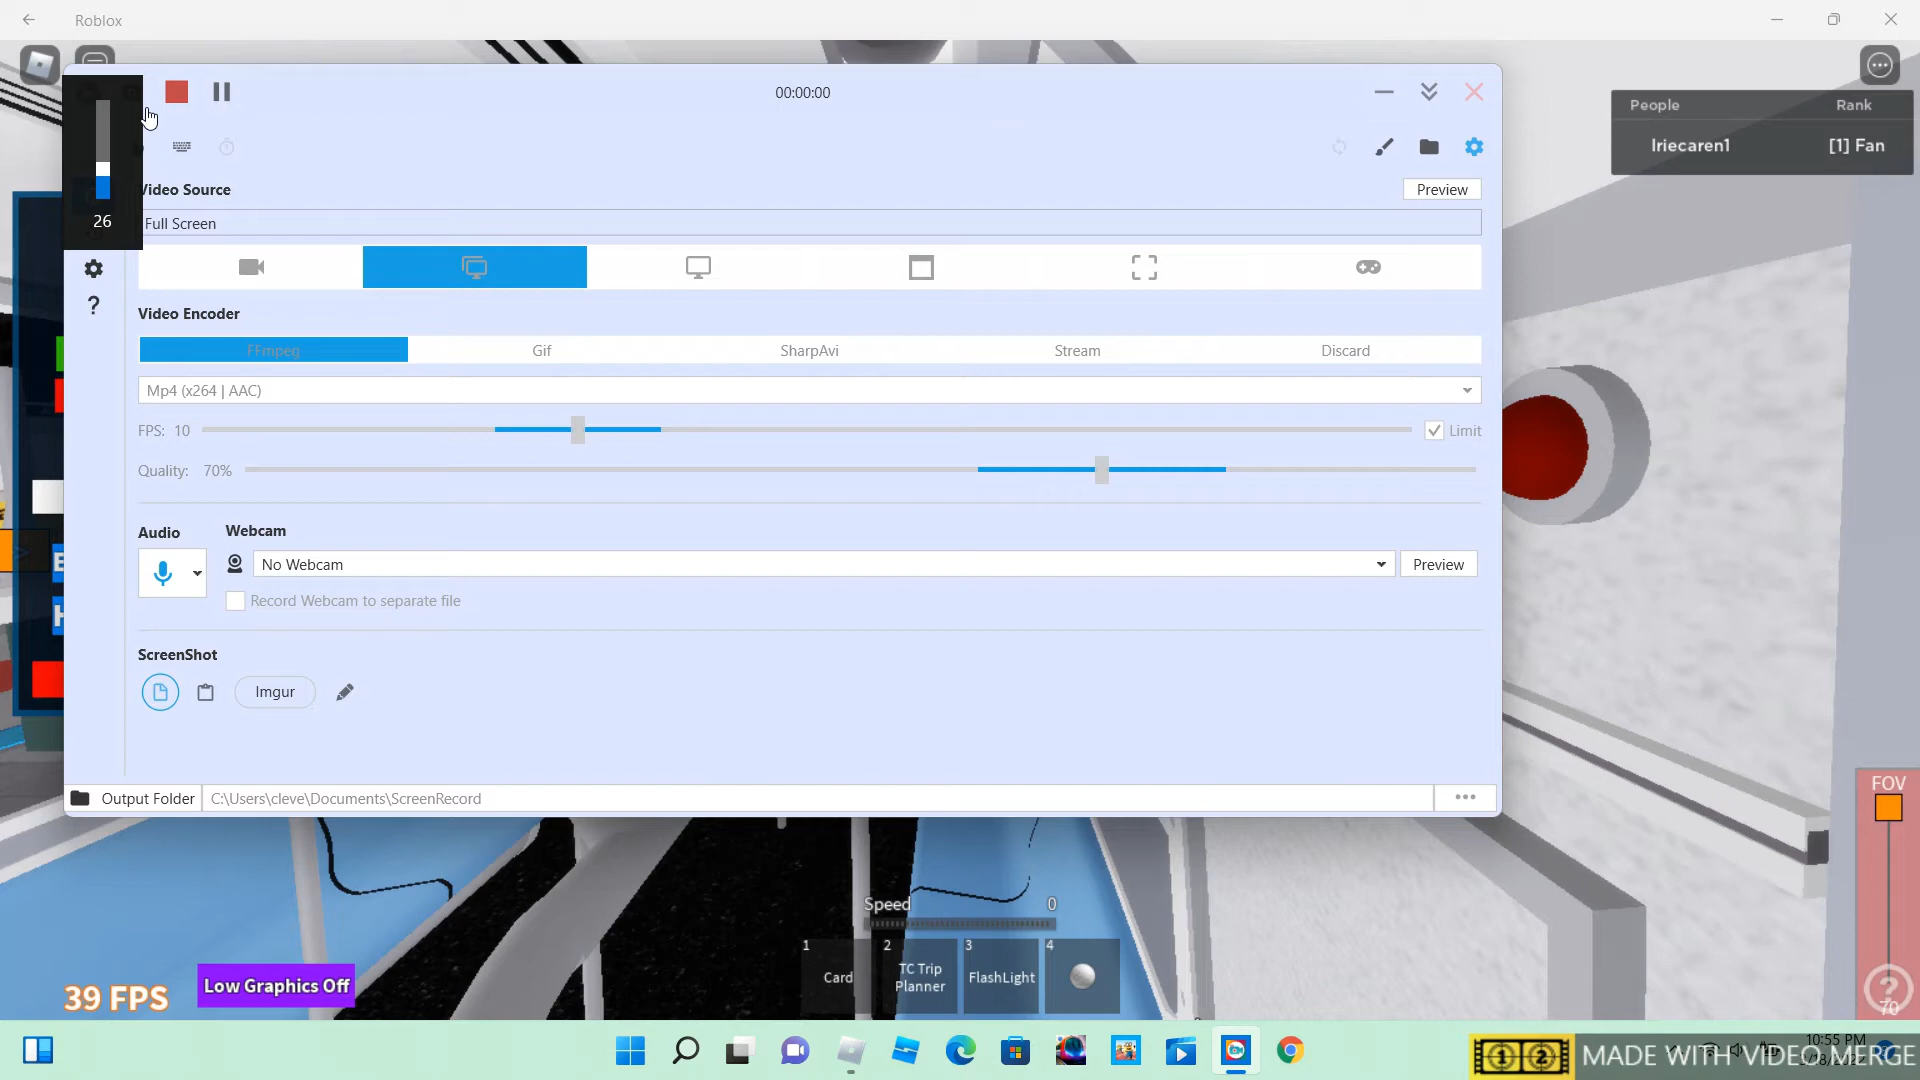 Roblox
00:00:00
People Rank
Iriecaren1 [1] Fan
26
Video Source
Preview
Full Screen
?
Video Encoder
FFmpeg Gif SharpAvi Stream Discard
Mp4 (x264 | AAC)
FPS: 10
Limit
Quality: 70%
Audio
Webcam
No Webcam
Preview
Record Webcam to separate file
ScreenShot
Imgur
Output Folder
C:\Users\cleve\Documents\ScreenRecord
FOV
70
Speed 0
1 Card
2 TC Trip Planner
3 FlashLight
4
39 FPS
Low Graphics Off
10:55 PM
1 2
MADE WITH VIDEO MERGE